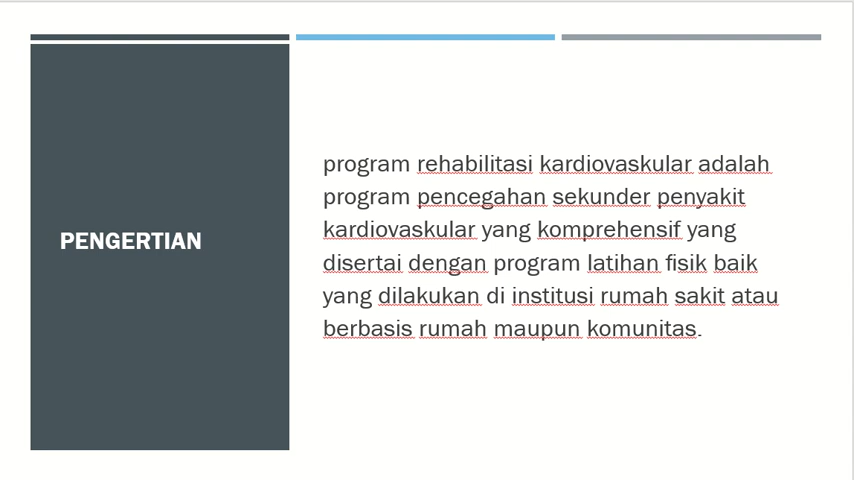 PENGERTIAN
program rehabilitasi kardiovaskular adalah
program pencegahan sekunder penyakit
kardiovaskular yang komprehensif yang
disertai dengan program latihan fisik baik
yang dilakukan di institusi rumah sakit atau
berbasis rumah maupun komunitas.